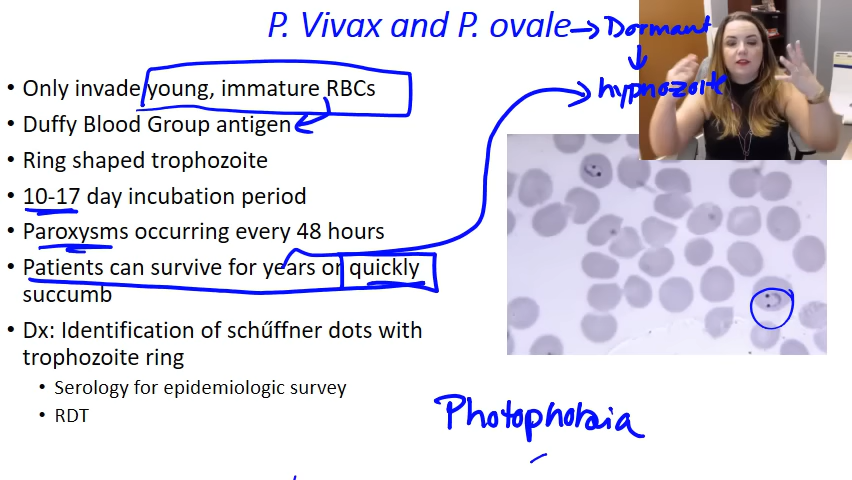 P. Vivax and P. ovale
Dormant
hypnozoite
• Only invade young, immature RBCs
• Duffy Blood Group antigen
• Ring shaped trophozoite
• 10-17 day incubation period
• Paroxysms occurring every 48 hours
• Patients can survive for years or quickly
succumb
• Dx: Identification of schűffner dots with
trophozoite ring
• Serology for epidemiologic survey
• RDT
Photophobia